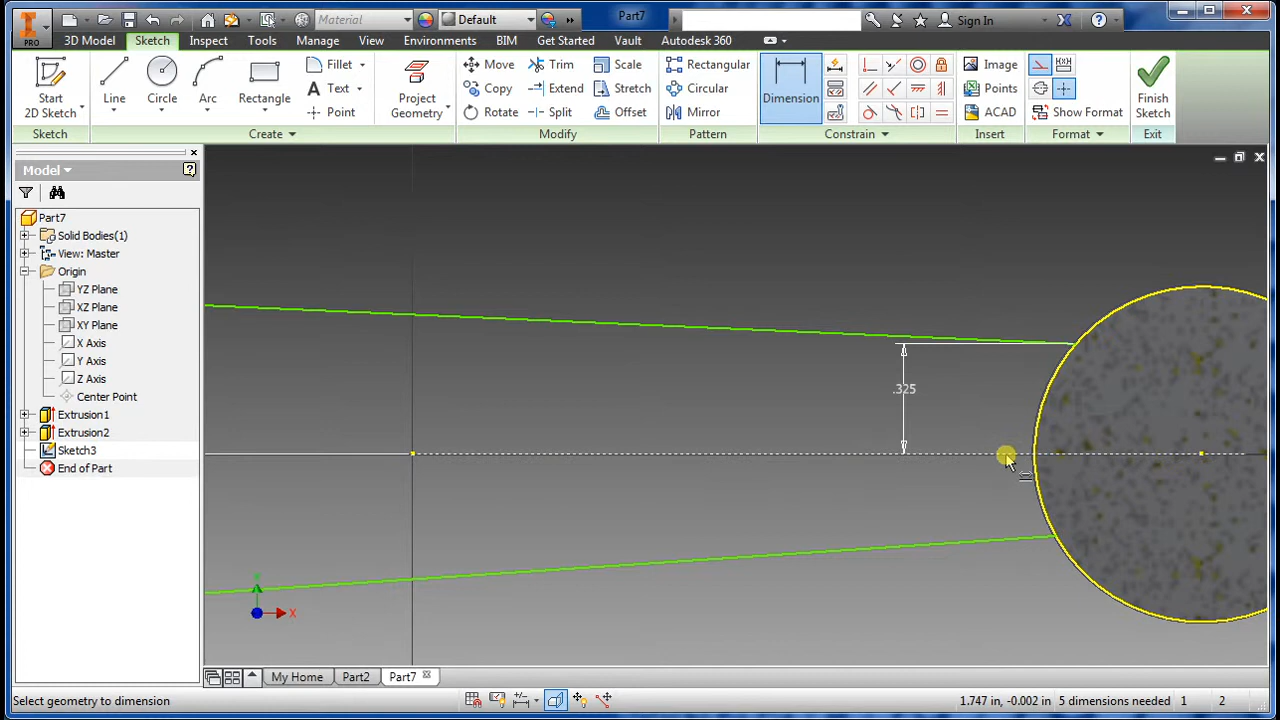 PRO
Material
Default
Part7
Sign In
3D Model Sketch Inspect Tools Manage View Environments BIM Get Started Vault Autodesk 360
Start
2D Sketch
Line
Circle
Arc
Rectangle
Fillet
Text
Point
Project
Geometry
Move
Copy
Rotate
Trim
Extend
Split
Scale
Stretch
Offset
Rectangular
Circular
Mirror
Dimension
Image
Points
ACAD
Show Format
Finish
Sketch
Sketch Create Modify Pattern Constrain Insert Format Exit
Model
Part7
Solid Bodies(1)
View: Master
Origin
YZ Plane
XZ Plane
XY Plane
X Axis
Y Axis
Z Axis
Center Point
Extrusion1
Extrusion2
Sketch3
End of Part
.325
Y
X
My Home Part2 Part7
Select geometry to dimension
1.747 in, -0.002 in 5 dimensions needed 1 2